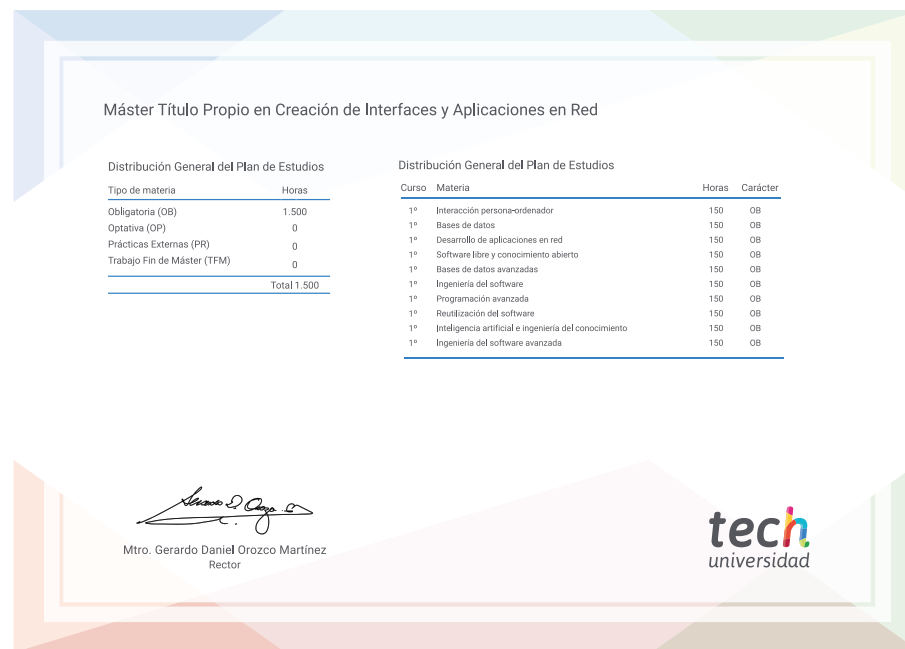 Máster Título Propio en Creación de Interfaces y Aplicaciones en Red
Distribución General del Plan de Estudios
Tipo de materia Horas
Obligatoria (OB) 1.500
Optativa (OP) 0
Prácticas Externas (PR) 0
Trabajo Fin de Máster (TFM) 0
Total 1.500
Distribución General del Plan de Estudios
Curso Materia Horas Carácter
1º Interacción persona-ordenador 150 OB
1º Bases de datos 150 OB
1º Desarrollo de aplicaciones en red 150 OB
1º Software libre y conocimiento abierto 150 OB
1º Bases de datos avanzadas 150 OB
1º Ingeniería del software 150 OB
1º Programación avanzada 150 OB
1º Reutilización del software 150 OB
1º Inteligencia artificial e ingeniería del conocimiento 150 OB
1º Ingeniería del software avanzada 150 OB
Mtro. Gerardo Daniel Orozco Martínez
Rector
tech
universidad